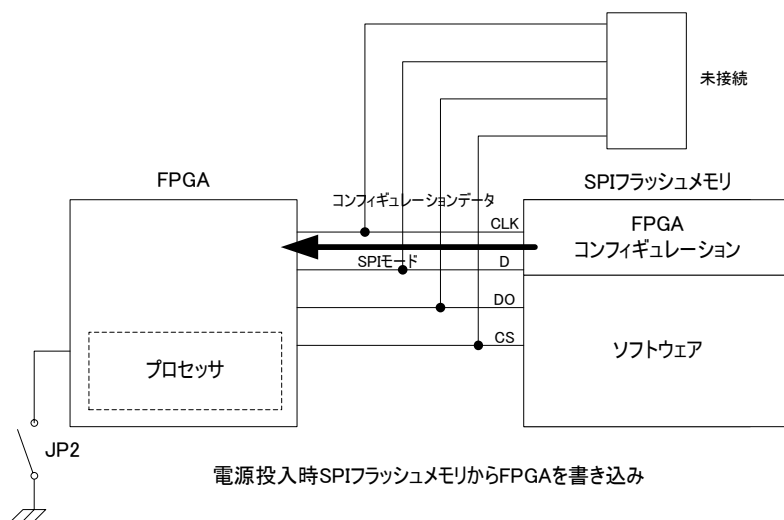 未接続
FPGA
SPIフラッシュメモリ
コンフィギュレーションデータ
CLK
FPGA
コンフィギュレーション
SPIモード
D
DO
CS
ソフトウェア
プロセッサ
JP2
電源投入時SPIフラッシュメモリからFPGAを書き込み